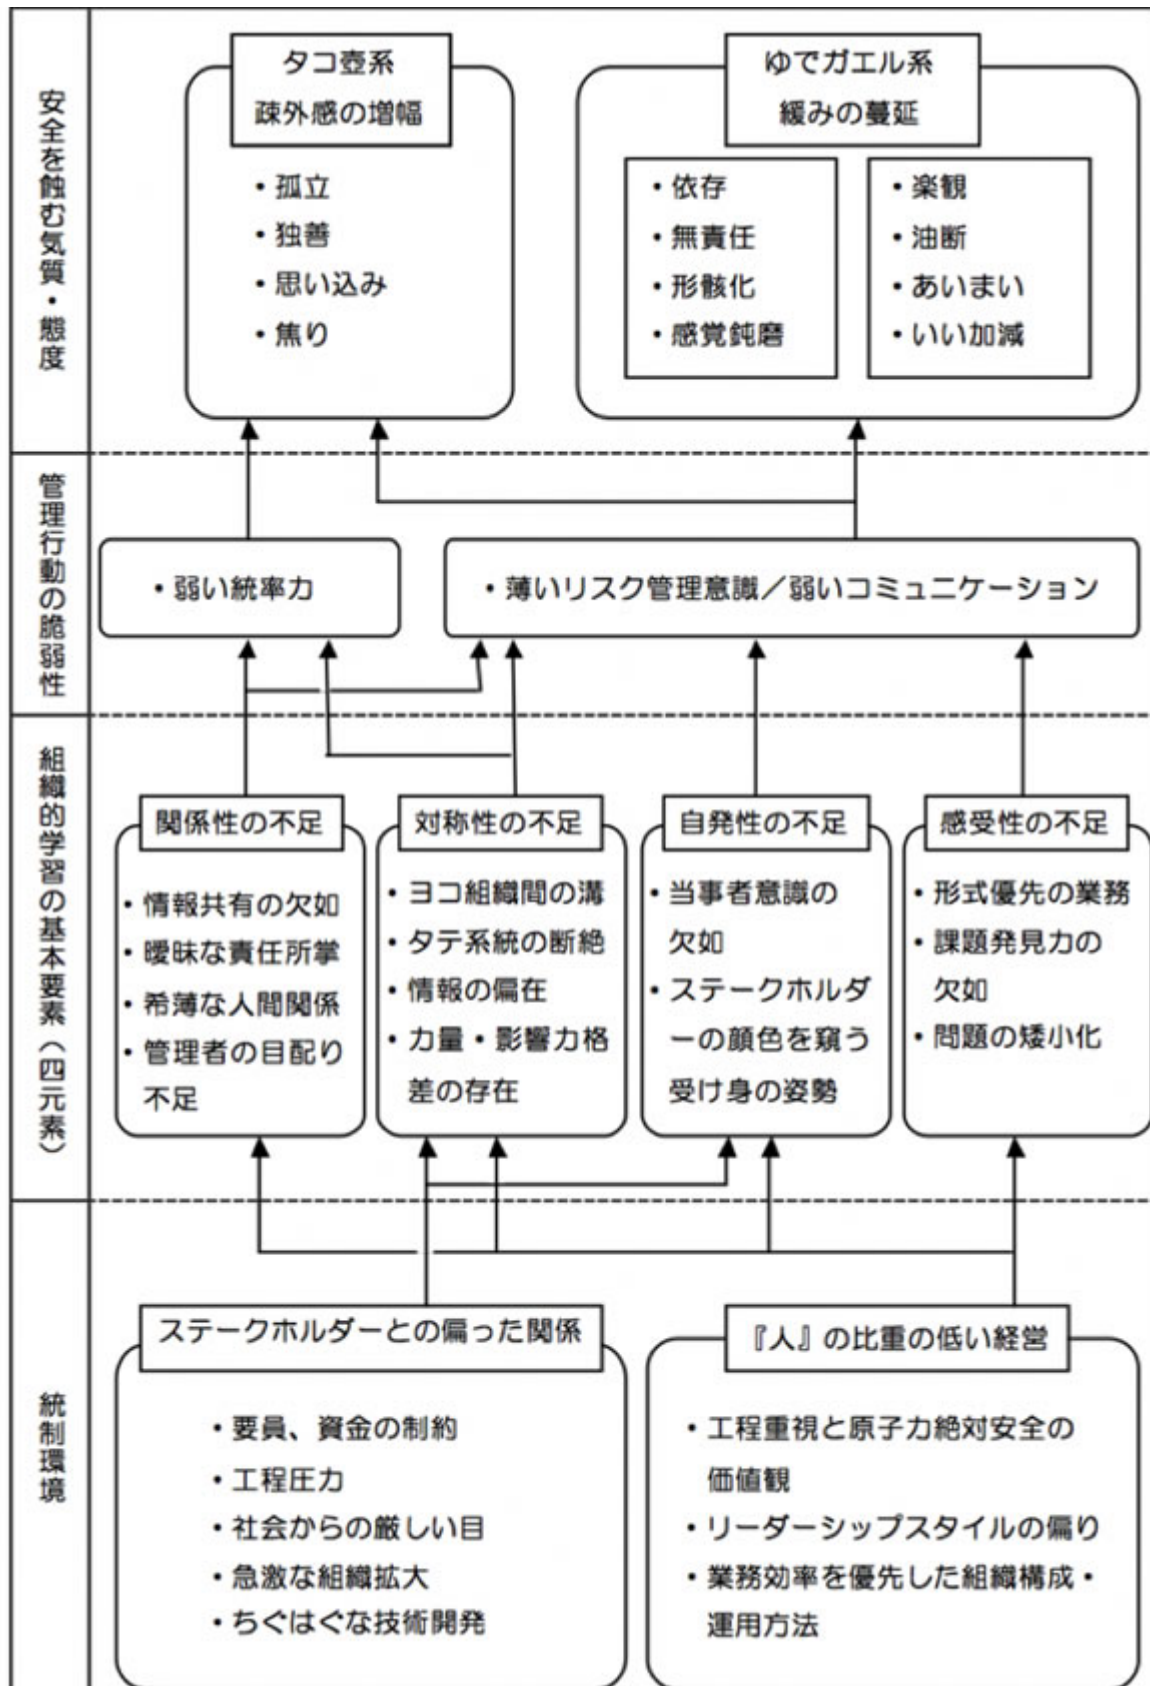 安全を蝕む気質・態度
タコ壺系
疎外感の増幅
・孤立
・独善
・思い込み
・焦り
ゆでガエル系
緩みの蔓延
・依存
・無責任
・形骸化
・感覚鈍磨
・楽観
・油断
・あいまい
・いい加減
管理行動の脆弱性
・弱い統率力
・薄いリスク管理意識／弱いコミュニケーション
組織的学習の基本要素（四元素）
関係性の不足
・情報共有の欠如
・曖昧な責任所掌
・希薄な人間関係
・管理者の目配り
不足
対称性の不足
・ヨコ組織間の溝
・タテ系統の断絶
・情報の偏在
・力量・影響力格
差の存在
自発性の不足
・当事者意識の
欠如
・ステークホルダ
ーの顔色を窺う
受け身の姿勢
感受性の不足
・形式優先の業務
・課題発見力の
欠如
・問題の矮小化
統制環境
ステークホルダーとの偏った関係
・要員、資金の制約
・工程圧力
・社会からの厳しい目
・急激な組織拡大
・ちぐはぐな技術開発
『人』の比重の低い経営
・工程重視と原子力絶対安全の
価値観
・リーダーシップスタイルの偏り
・業務効率を優先した組織構成・
運用方法